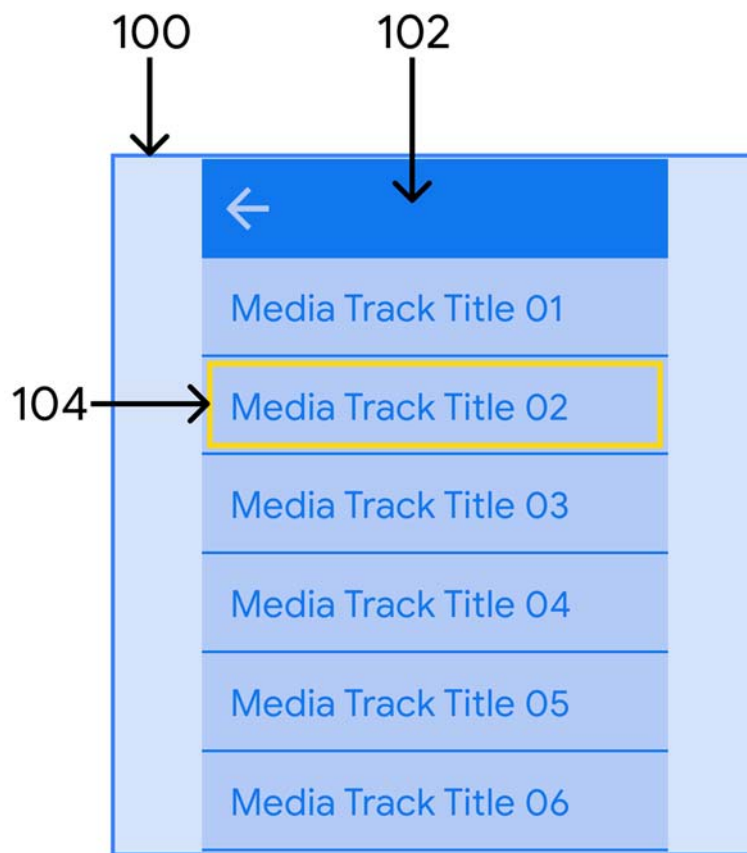 100 102
Media Track Title 01
104 Media Track Title 02
Media Track Title 03
Media Track Title 04
Media Track Title 05
Media Track Title 06